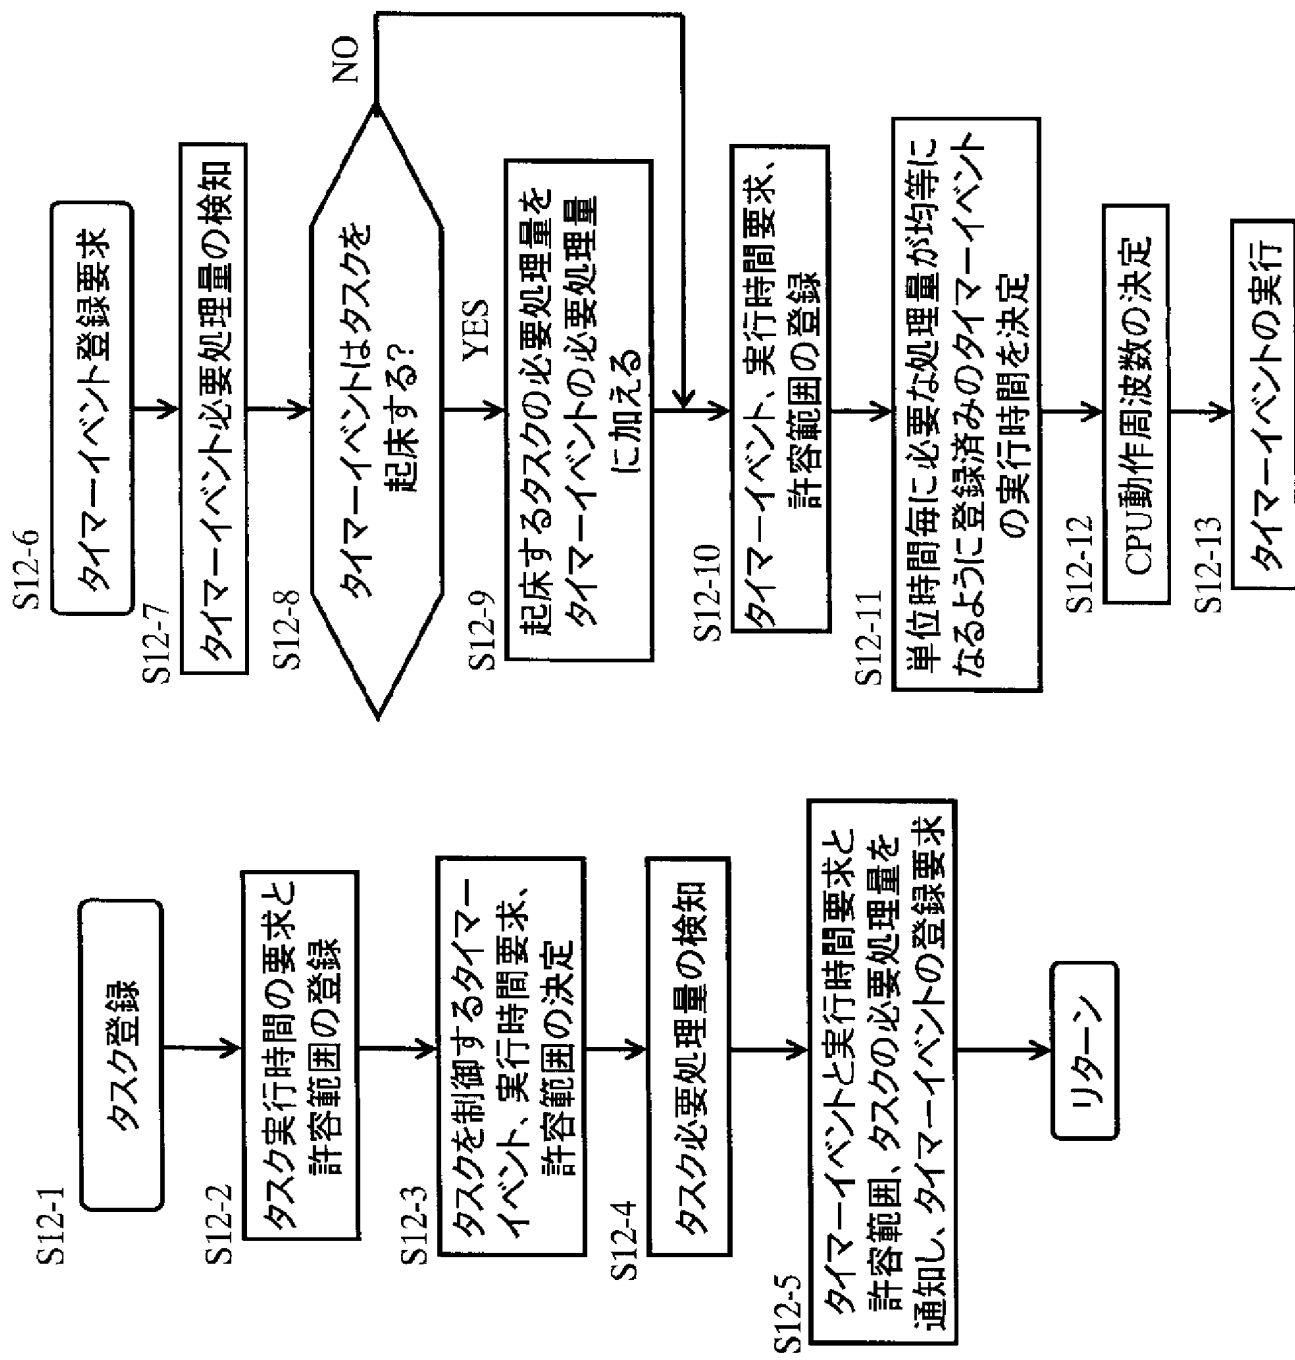 S12-1
タスク登録
S12-2
タスク実行時間の要求と
許容範囲の登録
S12-3
タスクを制御するタイマー
イベント、実行時間要求、
許容範囲の決定
S12-4
タスク必要処理量の検知
S12-5
タイマーイベントと実行時間要求と
許容範囲、タスクの必要処理量を
通知し、タイマーイベントの登録要求
リターン
S12-6
タイマーイベント登録要求
S12-7
タイマーイベント必要処理量の検知
S12-8
タイマーイベントはタスクを
起床する?
NO
YES
S12-9
起床するタスクの必要処理量を
タイマーイベントの必要処理量
に加える
S12-10
タイマーイベント、実行時間要求、
許容範囲の登録
S12-11
単位時間毎に必要な処理量が均等に
なるように登録済みのタイマーイベント
の実行時間を決定
S12-12
CPU動作周波数の決定
S12-13
タイマーイベントの実行